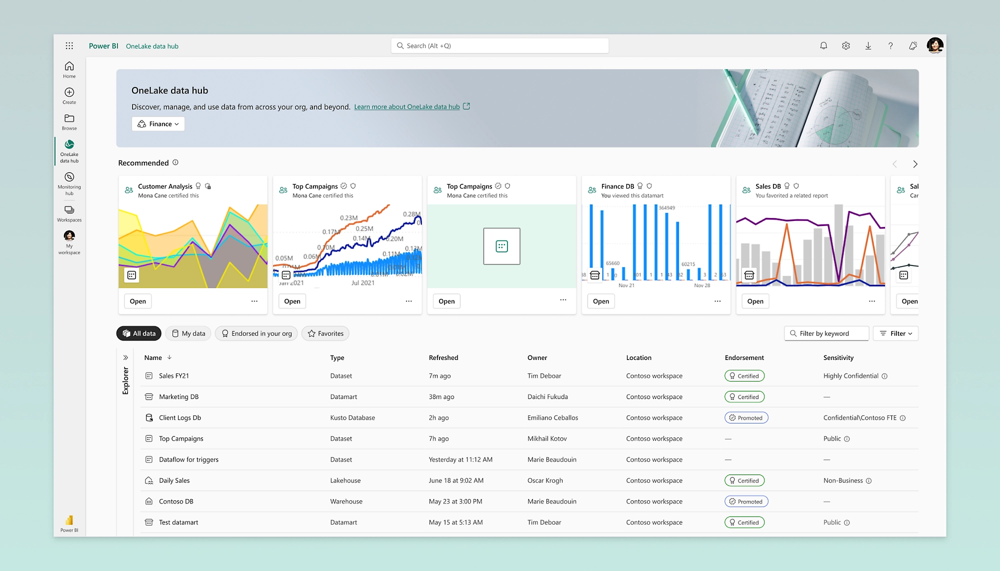 Power BI OneLake data hub Search (Alt +Q)
Home
Create
Browse
OneLake
data hub
Monitoring
hub
Workspaces
My
workspace
Power BI
OneLake data hub
Discover, manage, and use data from across your org, and beyond. Learn more about OneLake data hub
Finance
Recommended
Customer Analysis
Mona Cane certified this
Open
Top Campaigns
Mona Cane certified this
0.23M
0.28M
0.25M
0.17M
0.14M
0.20M
0.10M
0.13M
0.05M
0.06M
0.11M
0.01M
0.02M
Jan 2021
Jul 2021
Open
Top Campaigns
Mona Cane certified this
Open
Finance DB
You viewed this datamart
364949
65660
60215
Nov 21
Nov 28
Open
Sales DB
You favorited a related report
Open
Sal
Car
Open
All data My data Endorsed in your org Favorites Filter by keyword Filter
Explorer
Name Type Refreshed Owner Location Endorsement Sensitivity
Sales FY21 Dataset 7m ago Tim Deboar Contoso workspace Certified Highly Confidential
Marketing DB Datamart 38m ago Daichi Fukuda Contoso workspace Certified —
Client Logs Db Kusto Database 2h ago Emiliano Ceballos Contoso workspace Promoted Confidential\Contoso FTE
Top Campaigns Dataset 7h ago Mikhail Kotov Contoso workspace — Public
Dataflow for triggers Dataset Yesterday at 11:12 AM Marie Beaudouin Contoso workspace — —
Daily Sales Lakehouse June 18 at 9:02 AM Oscar Krogh Contoso workspace Certified Non-Business
Contoso DB Warehouse May 23 at 3:00 PM Marie Beaudouin Contoso workspace Promoted —
Test datamart Datamart May 15 at 5:13 AM Tim Deboar Contoso workspace Certified Public